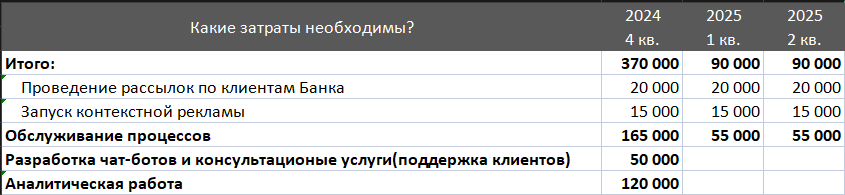 Какие затраты необходимы? 2024 4 кв. 2025 1 кв. 2025 2 кв.
Итого: 370 000 90 000 90 000
Проведение рассылок по клиентам Банка 20 000 20 000 20 000
Запуск контекстной рекламы 15 000 15 000 15 000
Обслуживание процессов 165 000 55 000 55 000
Разработка чат-ботов и консультационые услуги(поддержка клиентов) 50 000
Аналитическая работа 120 000